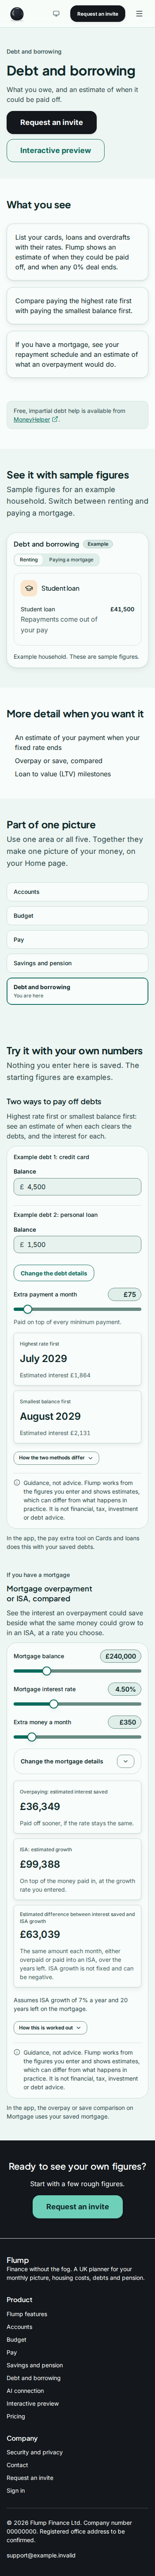 Request an invite
Debt and borrowing
Debt and borrowing
What you owe, and an estimate of when it
could be paid off.
Request an invite
Interactive preview
What you see
List your cards, loans and overdrafts
with their rates. Flump shows an
estimate of when they could be paid
off, and when any 0% deal ends.
Compare paying the highest rate first
with paying the smallest balance first.
If you have a mortgage, see your
repayment schedule and an estimate of
what an overpayment would do.
Free, impartial debt help is available from
MoneyHelper.
See it with sample figures
Sample figures for an example
household. Switch between renting and
paying a mortgage.
Debt and borrowing Example
Renting Paying a mortgage
Student loan
Student loan £41,500
Repayments come out of
your pay
Example household. These are sample figures.
More detail when you want it
An estimate of your payment when your
fixed rate ends
Overpay or save, compared
Loan to value (LTV) milestones
Part of one picture
Use one area or all five. Together they
make one picture of your money, on
your Home page.
Accounts
Budget
Pay
Savings and pension
Debt and borrowing
You are here
Try it with your own numbers
Nothing you enter here is saved. The
starting figures are examples.
Two ways to pay off debts
Highest rate first or smallest balance first:
see an estimate of when each clears the
debts, and the interest for each.
Example debt 1: credit card
Balance
£ 4,500
Example debt 2: personal loan
Balance
£ 1,500
Change the debt details
Extra payment a month £75
Paid on top of every minimum payment.
Highest rate first
July 2029
Estimated interest £1,864
Smallest balance first
August 2029
Estimated interest £2,131
How the two methods differ
Guidance, not advice. Flump works from
the figures you enter and shows estimates,
which can differ from what happens in
practice. It is not financial, tax, investment
or debt advice.
In the app, the pay extra tool on Cards and loans
does this with your saved debts.
If you have a mortgage
Mortgage overpayment
or ISA, compared
See the interest an overpayment could save
beside what the same money could grow to
in an ISA, at a rate you choose.
Mortgage balance £240,000
Mortgage interest rate 4.50%
Extra money a month £350
Change the mortgage details
Overpaying: estimated interest saved
£36,349
Paid off sooner, if the rate stays the same.
ISA: estimated growth
£99,388
On top of the money paid in, at the growth
rate you entered.
Estimated difference between interest saved and
ISA growth
£63,039
The same amount each month, either
overpaid or paid into an ISA, over the
years left. ISA growth is not fixed and can
be negative.
Assumes ISA growth of 7% a year and 20
years left on the mortgage.
How this is worked out
Guidance, not advice. Flump works from
the figures you enter and shows estimates,
which can differ from what happens in
practice. It is not financial, tax, investment
or debt advice.
In the app, the overpay or save comparison on
Mortgage uses your saved mortgage.
Ready to see your own figures?
Start with a few rough figures.
Request an invite
Flump
Finance without the fog. A UK planner for your
monthly picture, housing costs, debts and pension.
Product
Flump features
Accounts
Budget
Pay
Savings and pension
Debt and borrowing
AI connection
Interactive preview
Pricing
Company
Security and privacy
Contact
Request an invite
Sign in
© 2026 Flump Finance Ltd. Company number
00000000. Registered office address to be
confirmed.
support@example.invalid